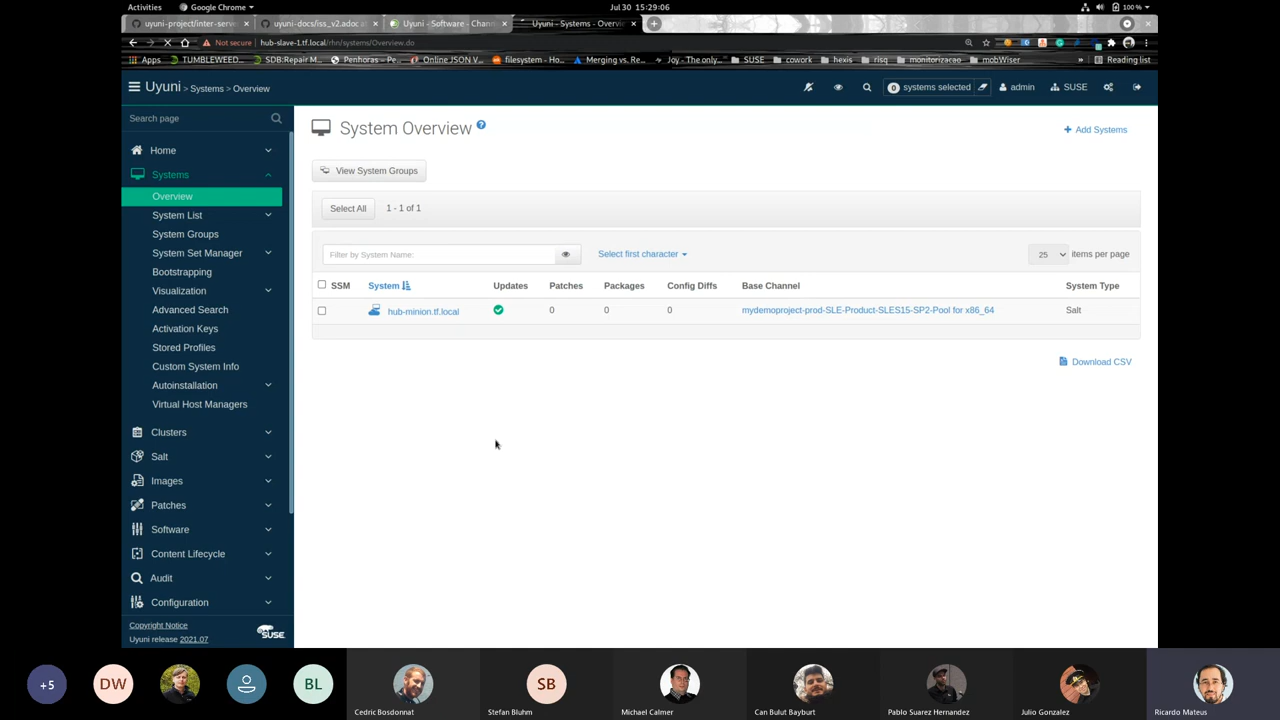 Activities
Google Chrome
Jul 30 15:29:06
100 %
uyuni-project/inter-serve
uyuni-docs/iss_v2.adoc at
Uyuni - Software - Chann
Uyuni - Systems - Overvi
Not secure
hub-slave-1.tf.local/rhn/systems/Overview.do
Apps
TUMBLEWEED...
SDB:Repair M...
Penhoras - Pe...
Online JSON V...
filesystem - Ho...
Merging vs. Re...
Joy - The only...
SUSE
cowork
hexis
risq
monitorizacao
mobWiser
»
Reading list
Uyuni > Systems > Overview
0 systems selected
admin
SUSE
Search page
Home
Systems
Overview
System List
System Groups
System Set Manager
Bootstrapping
Visualization
Advanced Search
Activation Keys
Stored Profiles
Custom System Info
Autoinstallation
Virtual Host Managers
Clusters
Salt
Images
Patches
Software
Content Lifecycle
Audit
Configuration
Copyright Notice
Uyuni release 2021.07
SUSE
System Overview
+ Add Systems
View System Groups
Select All
1 - 1 of 1
Filter by System Name:
Select first character
25 items per page
SSM System Updates Patches Packages Config Diffs Base Channel System Type
hub-minion.tf.local 0 0 0 mydemoproject-prod-SLE-Product-SLES15-SP2-Pool for x86_64 Salt
Download CSV
+5
DW
BL
SB
Cedric Bosdonnat
Stefan Bluhm
Michael Calmer
Can Bulut Bayburt
Pablo Suarez Hernandez
Julio Gonzalez
Ricardo Mateus